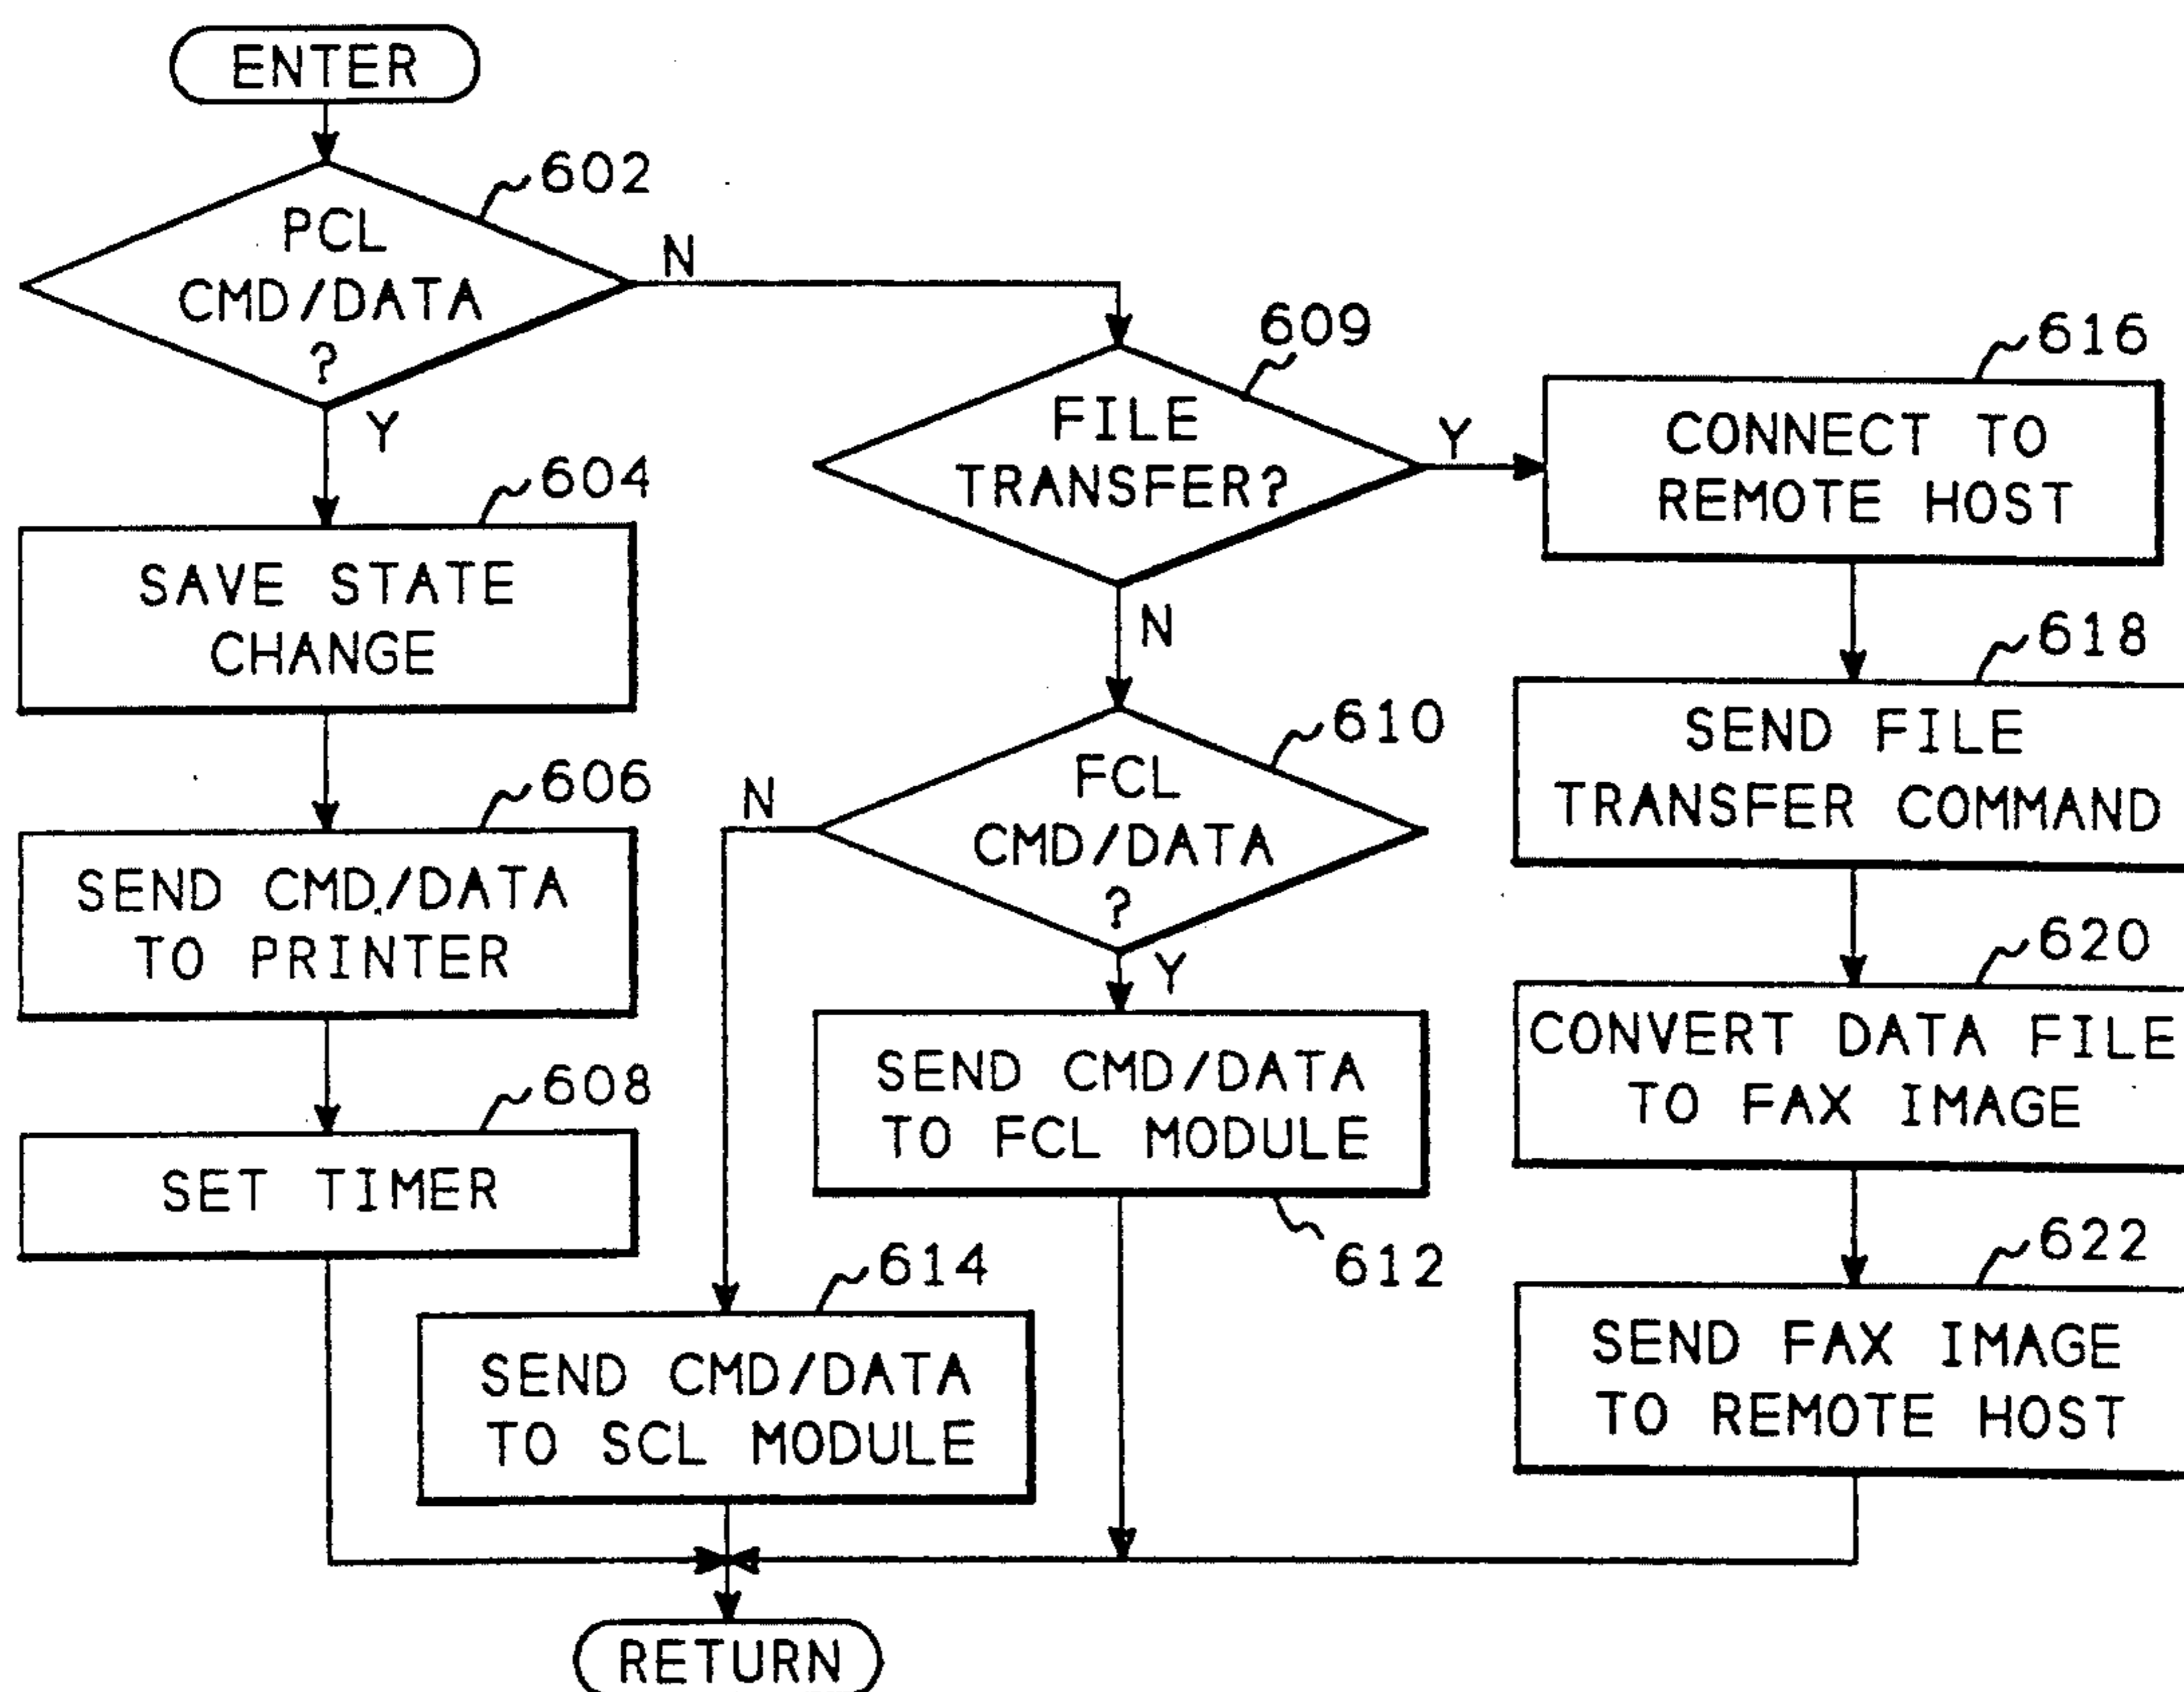 ENTER
602
PCL
CMD/DATA
?
N
Y
604
SAVE STATE
CHANGE
606
SEND CMD/DATA
TO PRINTER
608
SET TIMER
609
FILE
TRANSFER?
Y
N
610
FCL
CMD/DATA
?
N
Y
SEND CMD/DATA
TO FCL MODULE
612
614
SEND CMD/DATA
TO SCL MODULE
616
CONNECT TO
REMOTE HOST
618
SEND FILE
TRANSFER COMMAND
620
CONVERT DATA FILE
TO FAX IMAGE
622
SEND FAX IMAGE
TO REMOTE HOST
RETURN